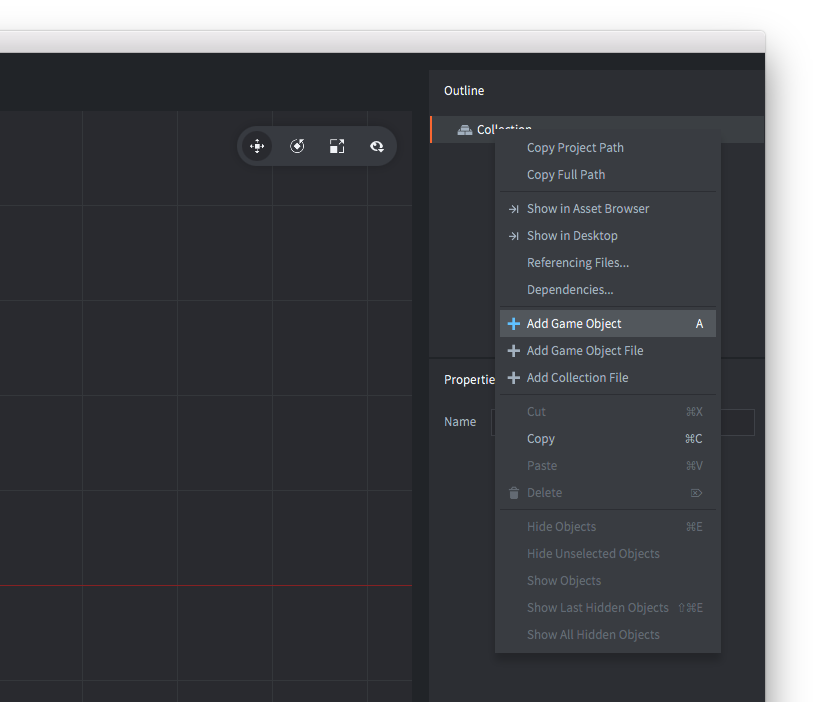 Outline
Collection
Copy Project Path
Copy Full Path
Show in Asset Browser
Show in Desktop
Referencing Files...
Dependencies...
Add Game Object A
Add Game Object File
Properties
Add Collection File
Cut ⌘X
Name
Copy ⌘C
Paste ⌘V
Delete ⌦
Hide Objects ⌘E
Hide Unselected Objects
Show Objects
Show Last Hidden Objects ⇧⌘E
Show All Hidden Objects